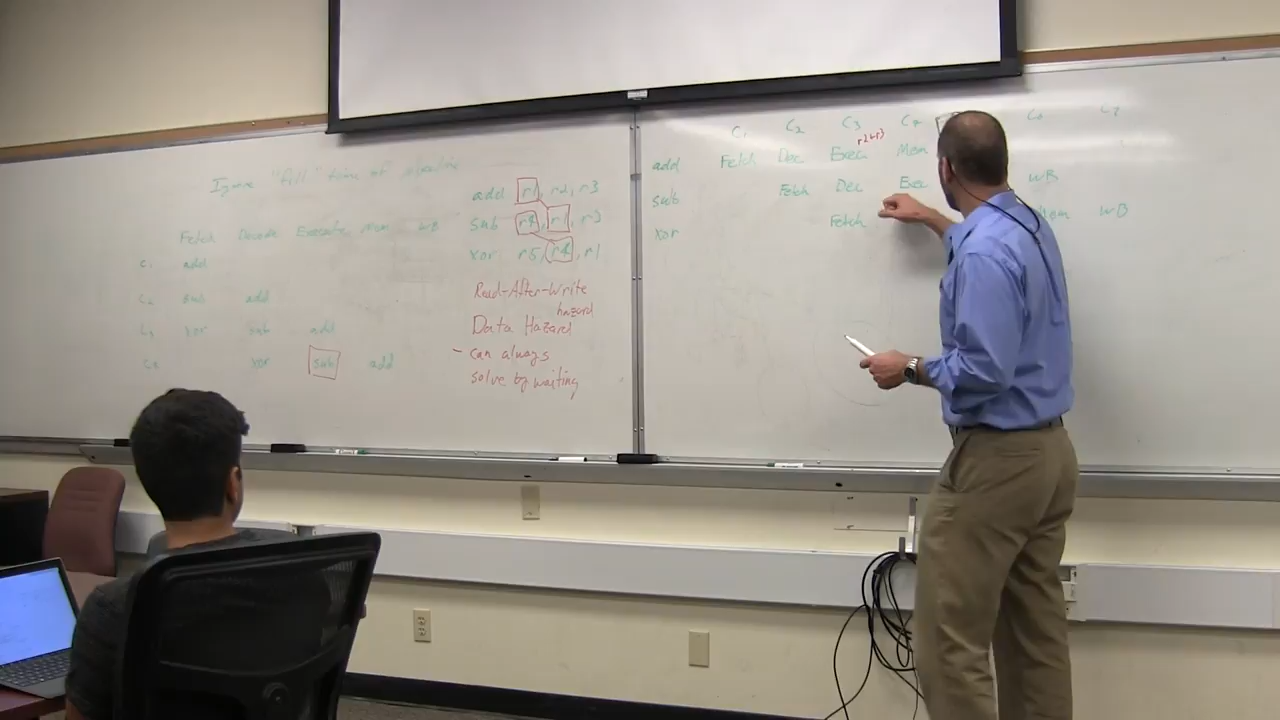 Ignore "fill" time of pipeline
Fetch Decode Execute Mem WB
C1 add
C2 sub add
C3 xor sub add
C4 xor sub add
add r1, r2, r3
sub r4, r1, r3
xor r5, r4, r1
Read-After-Write
hazard
Data Hazard
- can always
solve by waiting
C1 C2 C3 C4 C6 C7
r2+r3
add Fetch Dec Exec Mem
sub Fetch Dec Exec WB
xor Fetch Mem WB